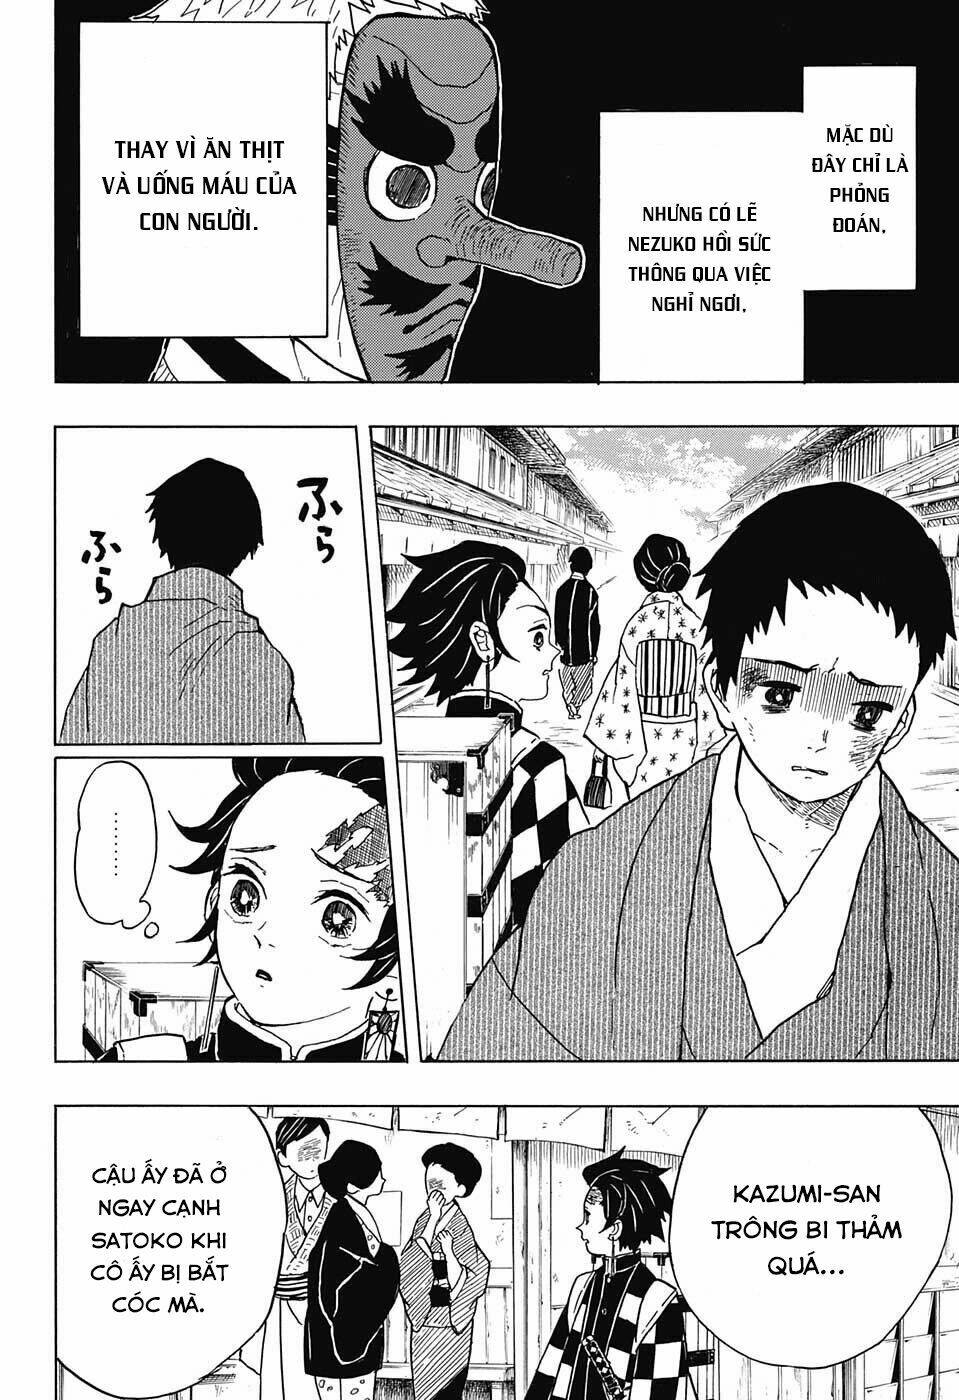 MẶC DÙ
ĐÂY CHỈ LÀ
PHỎNG
ĐOÁN,
NHƯNG CÓ LẼ
NEZUKO HỒI SỨC
THÔNG QUA VIỆC
NGHỈ NGƠI,
THAY VÌ ĂN THỊT
VÀ UỐNG MÁU CỦA
CON NGƯỜI.
ふら
ふら
..........
KAZUMI-SAN
TRÔNG BI THẢM
QUÁ...
CẬU ẤY ĐÃ Ở
NGAY CẠNH
SATOKO KHI
CÔ ẤY BỊ BẮT
CÓC MÀ.